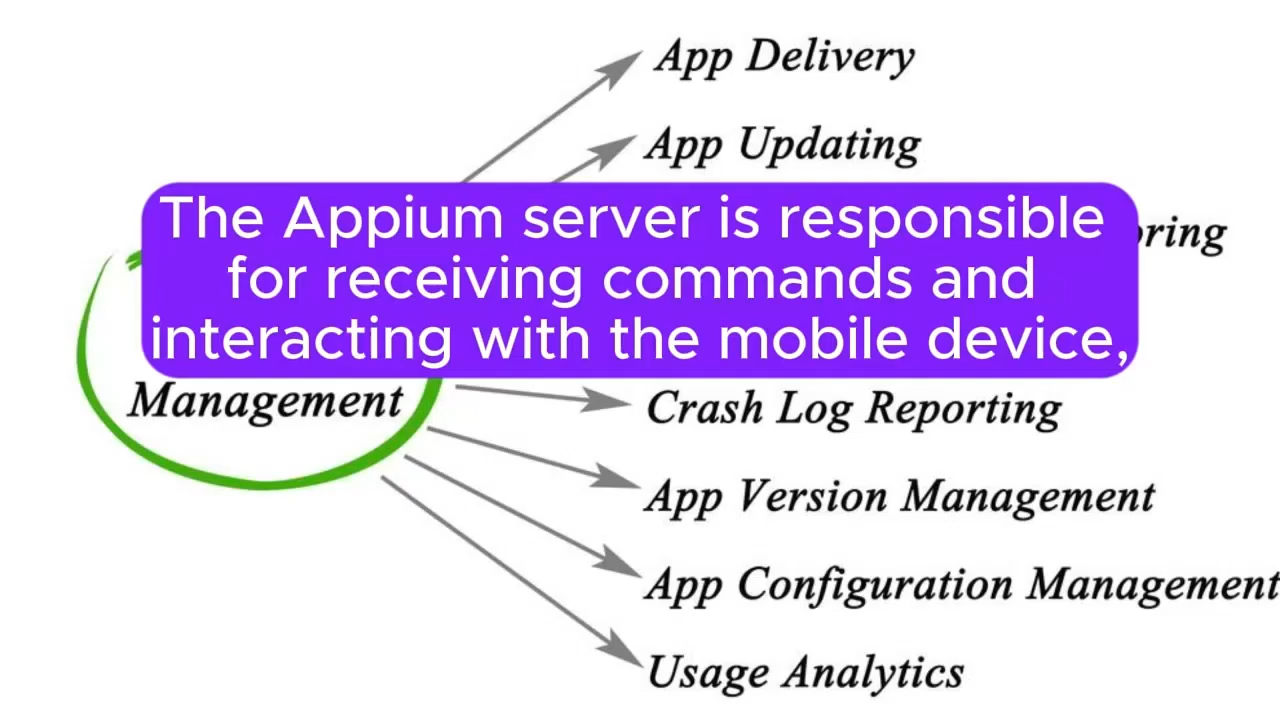 App Delivery
App Updating
The Appium server is responsible
for receiving commands and
interacting with the mobile device,
Management
Crash Log Reporting
App Version Management
App Configuration Management
Usage Analytics